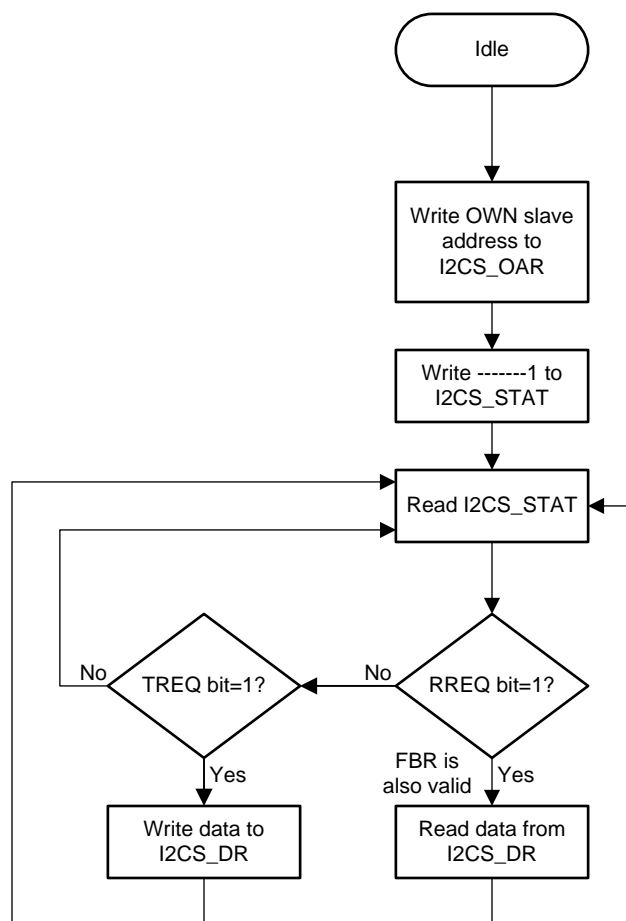 Idle
Write OWN slave
address to
I2CS_OAR
Write -------1 to
I2CS_STAT
Read I2CS_STAT
No
TREQ bit=1?
No
RREQ bit=1?
Yes
FBR is
also valid
Yes
Write data to
I2CS_DR
Read data from
I2CS_DR